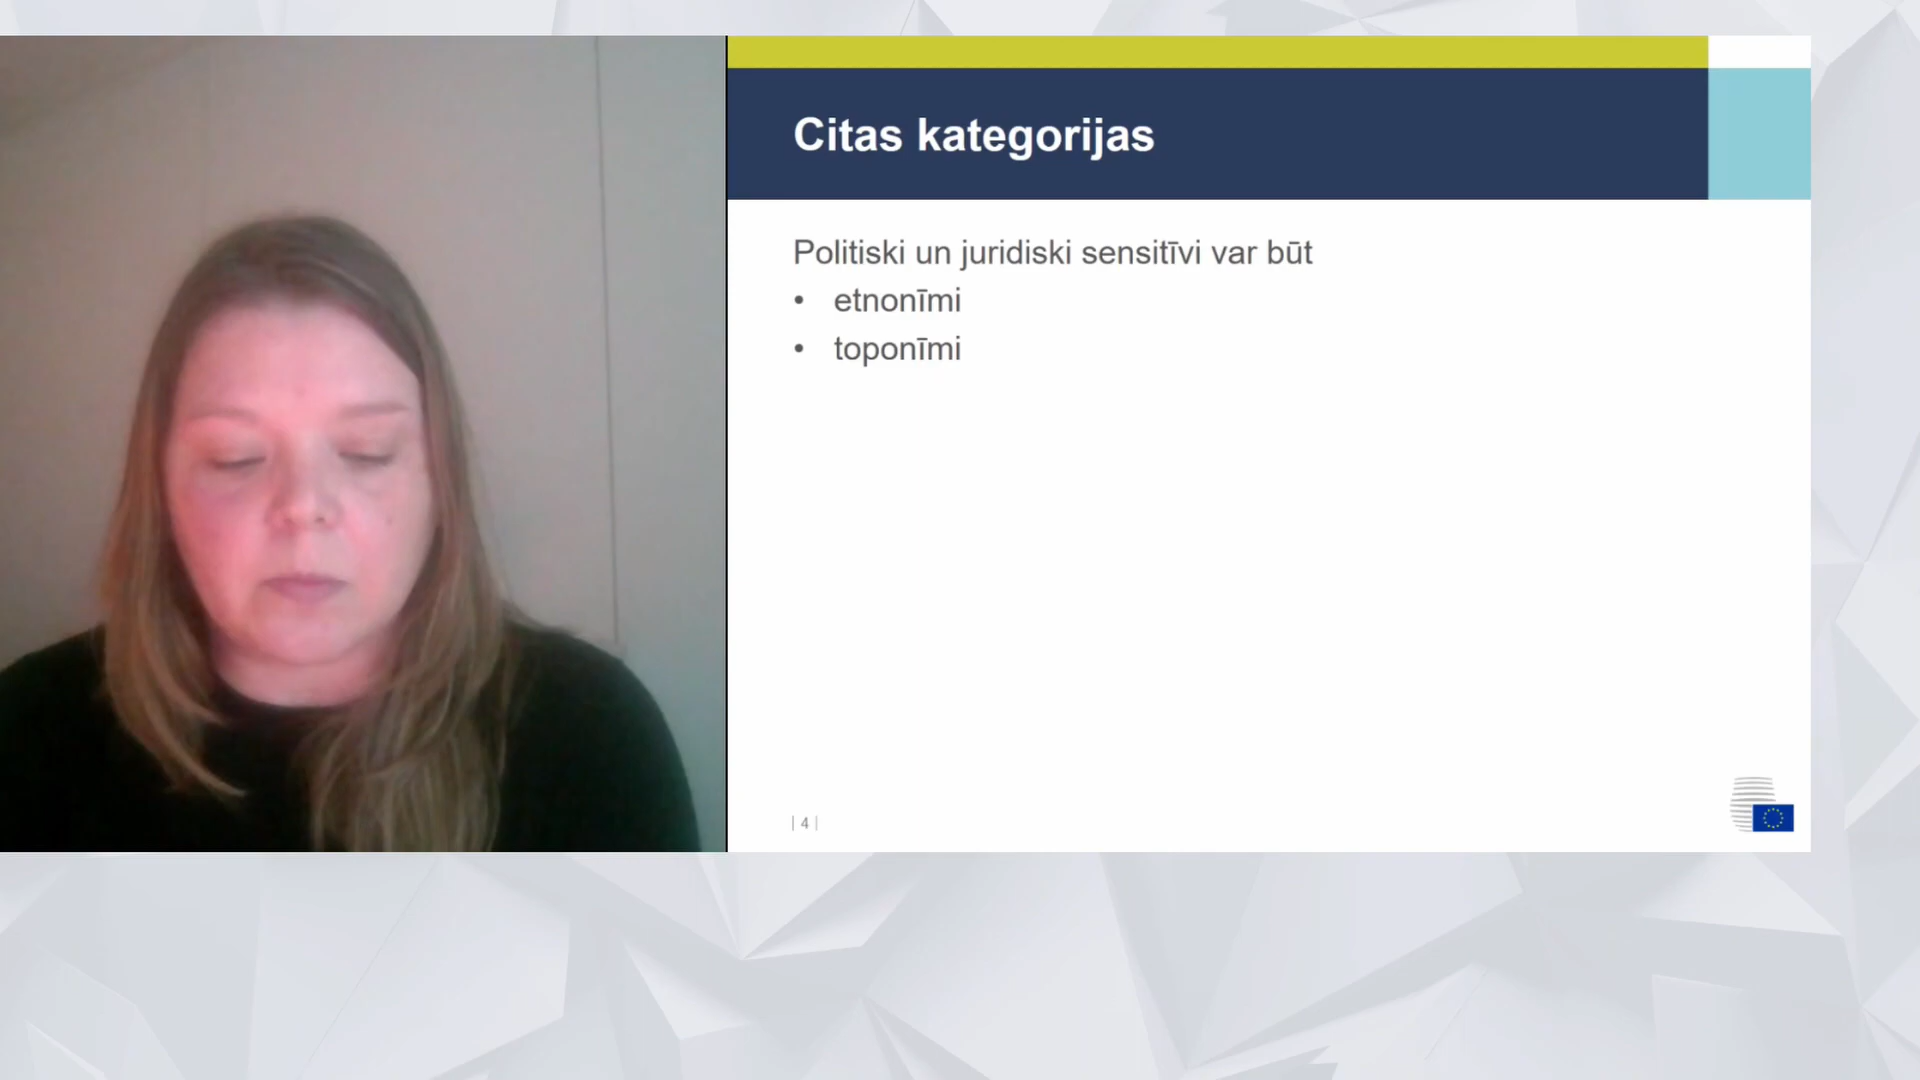 Citas kategorijas
Politiski un juridiski sensitīvi var būt
• etnonīmi
• toponīmi
| 4 |